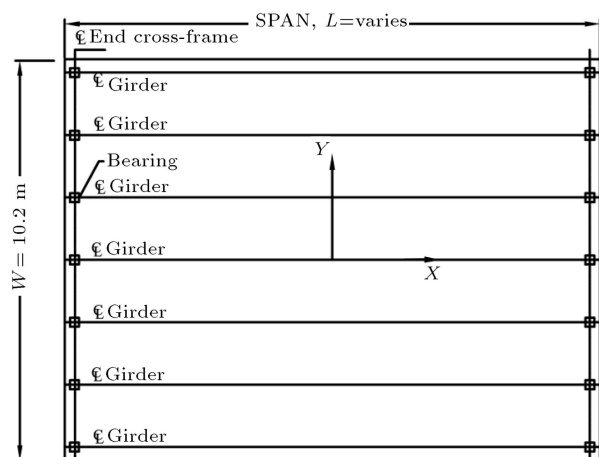 SPAN, L=varies
℄ End cross-frame
℄ Girder
℄ Girder
Bearing
℄ Girder
Y
W = 10.2 m
℄ Girder
X
℄ Girder
℄ Girder
℄ Girder